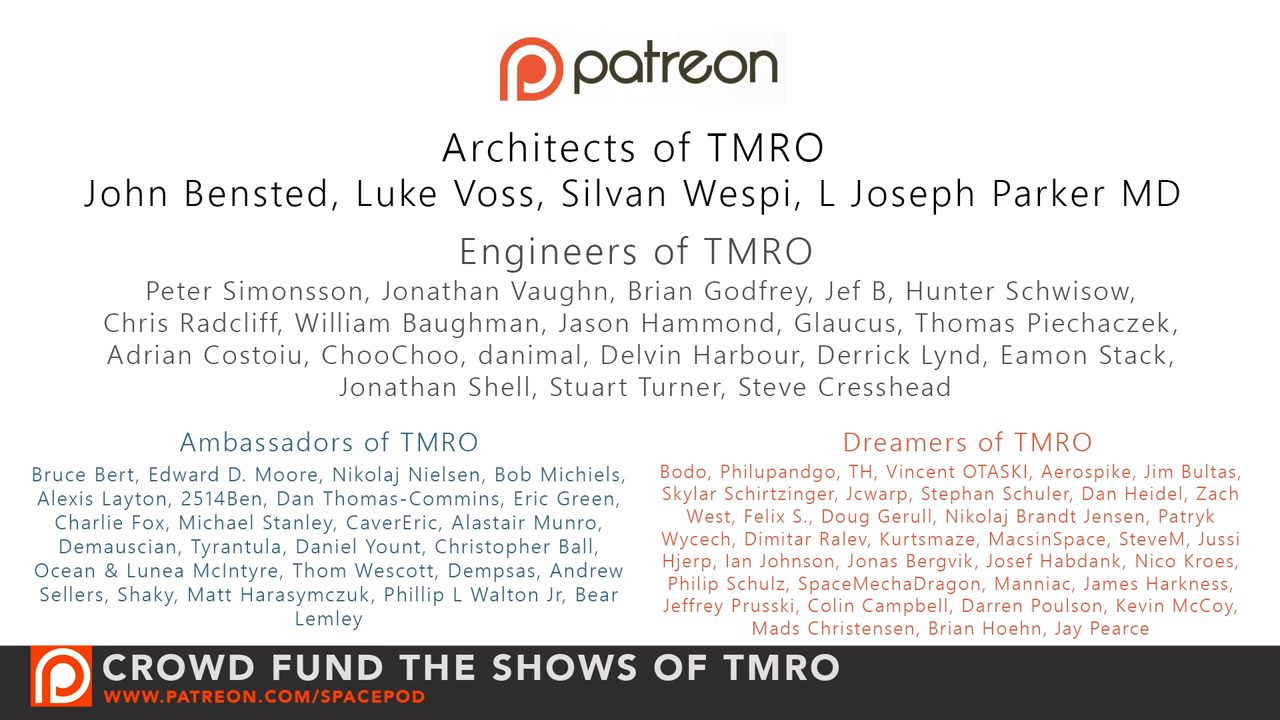 patreon
Architects of TMRO
John Bensted, Luke Voss, Silvan Wespi, L Joseph Parker MD
Engineers of TMRO
Peter Simonsson, Jonathan Vaughn, Brian Godfrey, Jef B, Hunter Schwisow,
Chris Radcliff, William Baughman, Jason Hammond, Glaucus, Thomas Piechaczek,
Adrian Costoiu, ChooChoo, danimal, Delvin Harbour, Derrick Lynd, Eamon Stack,
Jonathan Shell, Stuart Turner, Steve Cresshead
Ambassadors of TMRO
Bruce Bert, Edward D. Moore, Nikolaj Nielsen, Bob Michiels,
Alexis Layton, 2514Ben, Dan Thomas-Commins, Eric Green,
Charlie Fox, Michael Stanley, CaverEric, Alastair Munro,
Demauscian, Tyrantula, Daniel Yount, Christopher Ball,
Ocean & Lunea McIntyre, Thom Wescott, Dempsas, Andrew
Sellers, Shaky, Matt Harasymczuk, Phillip L Walton Jr, Bear
Lemley
Dreamers of TMRO
Bodo, Philupandgo, TH, Vincent OTASKI, Aerospike, Jim Bultas,
Skylar Schirtzinger, Jcwarp, Stephan Schuler, Dan Heidel, Zach
West, Felix S., Doug Gerull, Nikolaj Brandt Jensen, Patryk
Wycech, Dimitar Ralev, Kurtsmaze, MacsinSpace, SteveM, Jussi
Hjerp, Ian Johnson, Jonas Bergvik, Josef Habdank, Nico Kroes,
Philip Schulz, SpaceMechaDragon, Manniac, James Harkness,
Jeffrey Prusski, Colin Campbell, Darren Poulson, Kevin McCoy,
Mads Christensen, Brian Hoehn, Jay Pearce
CROWD FUND THE SHOWS OF TMRO
WWW.PATREON.COM/SPACEPOD